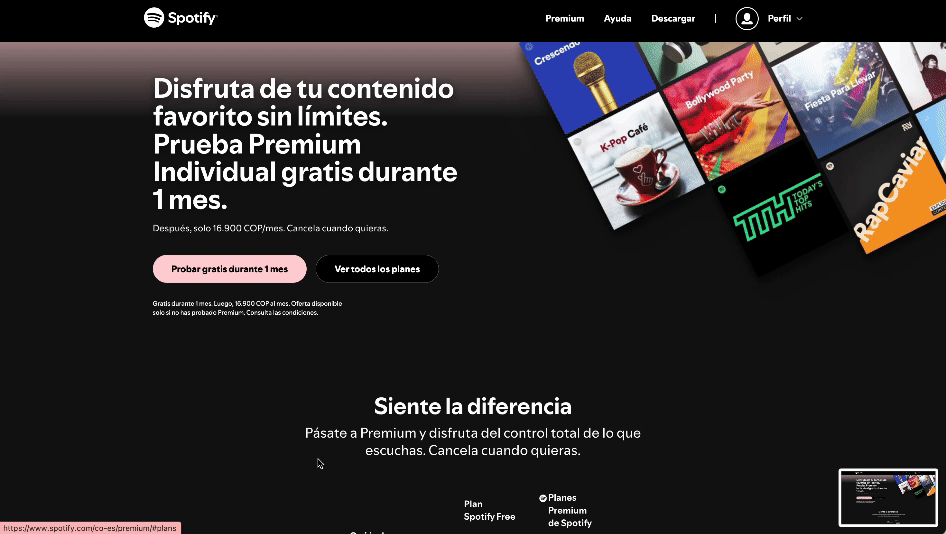 Spotify
Premium
Ayuda
Descargar
Perfil
Disfruta de tu contenido
favorito sin límites.
Prueba Premium
Individual gratis durante
1 mes.
Después, solo 16.900 COP/mes. Cancela cuando quieras.
Probar gratis durante 1 mes
Ver todos los planes
Gratis durante 1 mes. Luego, 16.900 COP al mes. Oferta disponible
solo si no has probado Premium. Consulta las condiciones.
Crescendo
Bollywood Party
Fiesta Para Llevar
K-Pop Café
TTH
TODAY'S
TOP
HITS
RapCaviar
Siente la diferencia
Pásate a Premium y disfruta del control total de lo que
escuchas. Cancela cuando quieras.
Plan
Spotify Free
Planes
Premium
de Spotify
https://www.spotify.com/co-es/premium/#plans